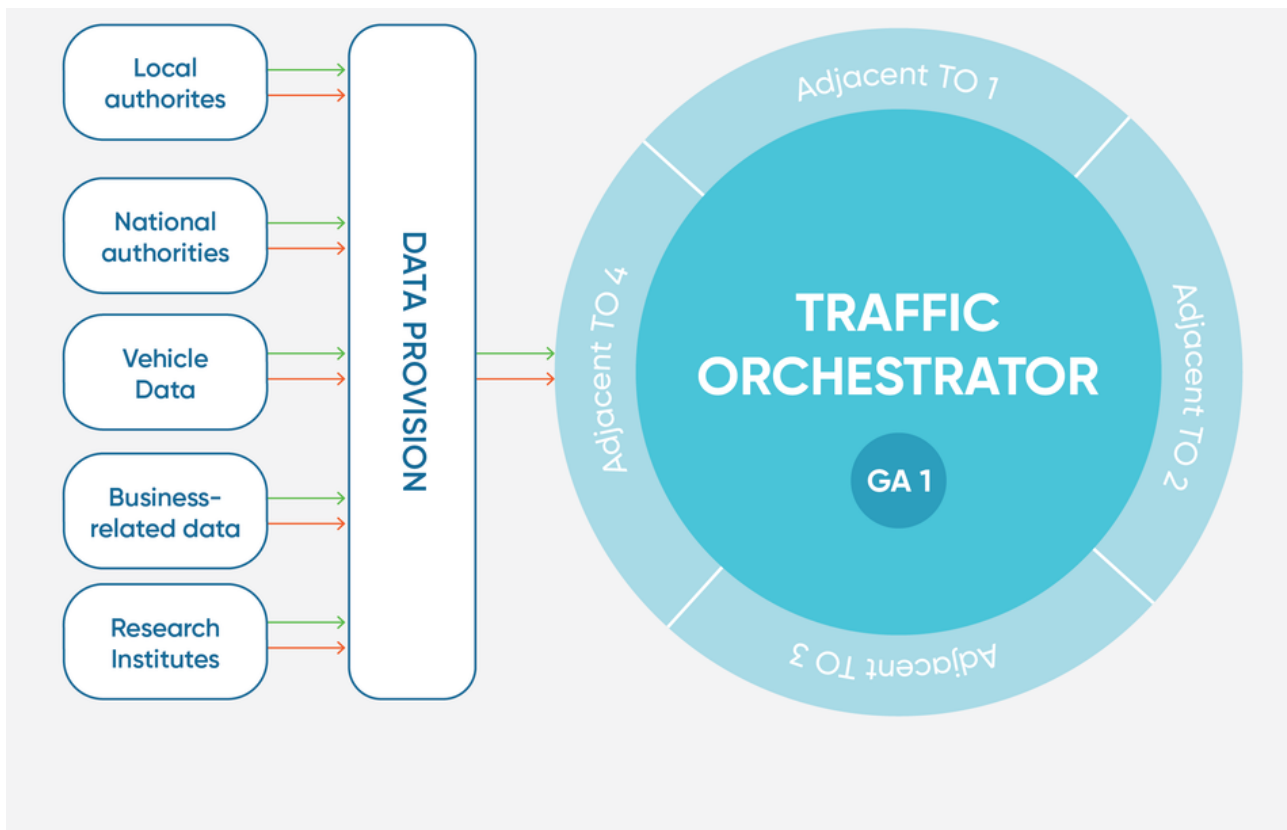 Local
authorites
National
authorities
Vehicle
Data
Business-
related data
Research
Institutes
DATA PROVISION
Adjacent TO 1
Adjacent TO 2
Adjacent TO 3
Adjacent TO 4
TRAFFIC
ORCHESTRATOR
GA 1